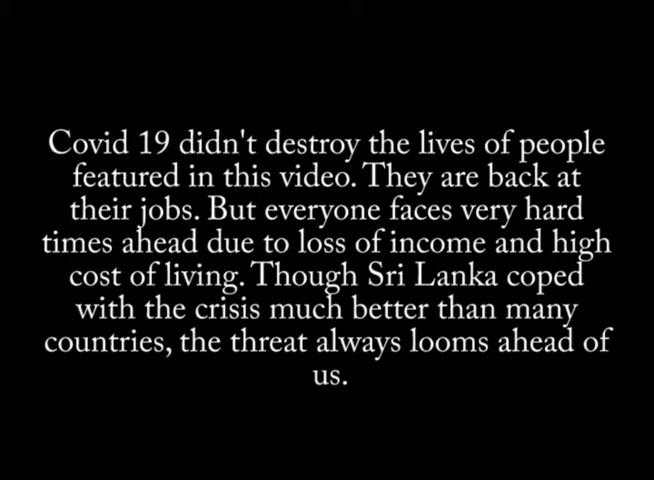 Covid 19 didn't destroy the lives of people
featured in this video. They are back at
their jobs. But everyone faces very hard
times ahead due to loss of income and high
cost of living. Though Sri Lanka coped
with the crisis much better than many
countries, the threat always looms ahead of
us.